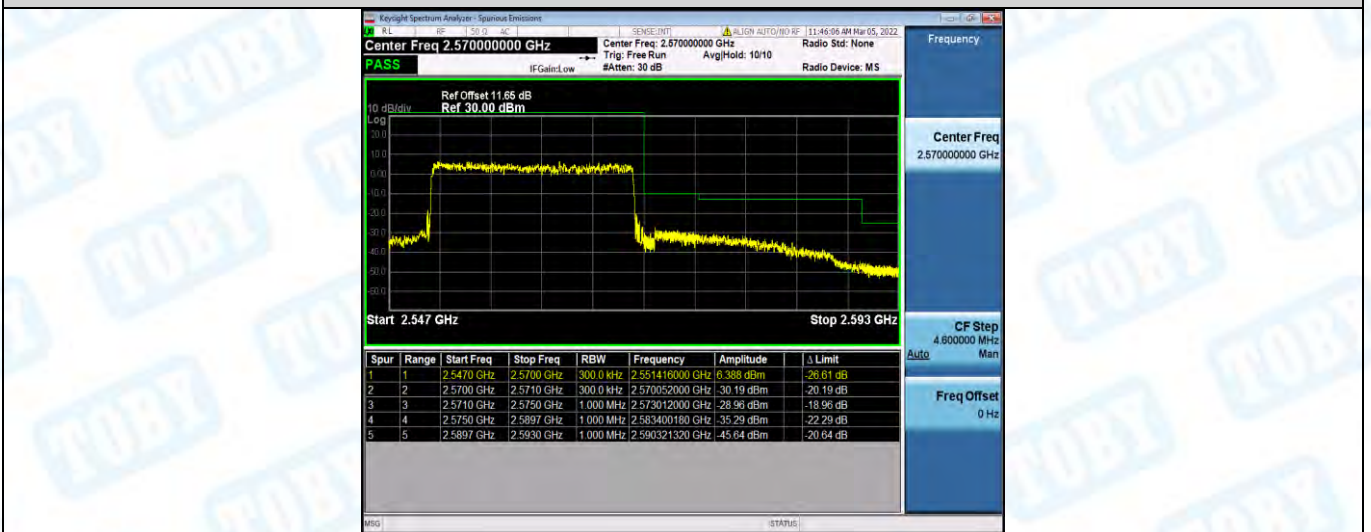 Keysight Spectrum Analyzer - Spurious Emissions
RL RF 50 Ω AC SENSE:INT ALIGN AUTO/NO RF 11:46:06 AM Mar 05, 2022
Center Freq 2.570000000 GHz Center Freq: 2.570000000 GHz Radio Std: None
Trig: Free Run Avg|Hold: 10/10
PASS IFGain:Low #Atten: 30 dB Radio Device: MS
Ref Offset 11.65 dB
10 dB/div Ref 30.00 dBm
Log
20.0
10.0
0.00
-10.0
-20.0
-30.0
-40.0
-50.0
-60.0
Start 2.547 GHz Stop 2.593 GHz
Spur Range Start Freq Stop Freq RBW Frequency Amplitude Δ Limit
1 1 2.5470 GHz 2.5700 GHz 300.0 kHz 2.551416000 GHz 6.388 dBm -26.61 dB
2 2 2.5700 GHz 2.5710 GHz 300.0 kHz 2.570052000 GHz -30.19 dBm -20.19 dB
3 3 2.5710 GHz 2.5750 GHz 1.000 MHz 2.573012000 GHz -28.96 dBm -18.96 dB
4 4 2.5750 GHz 2.5897 GHz 1.000 MHz 2.583400180 GHz -35.29 dBm -22.29 dB
5 5 2.5897 GHz 2.5930 GHz 1.000 MHz 2.590321320 GHz -45.64 dBm -20.64 dB
MSG STATUS
Frequency
Center Freq
2.570000000 GHz
CF Step
4.600000 MHz
Auto Man
Freq Offset
0 Hz
TOBY
TOBY
TOBY
TOBY
TOBY
TOBY